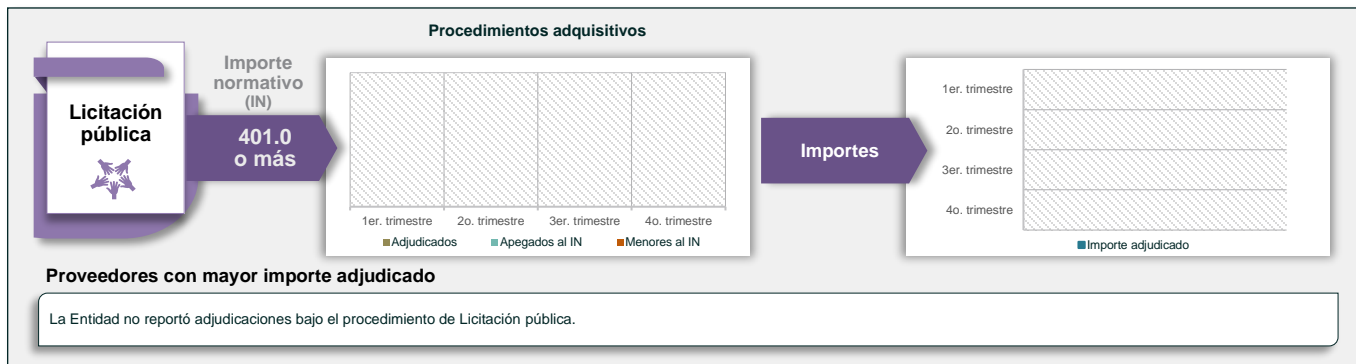 Procedimientos adquisitivos
Licitación
pública
Importe
normativo
(IN)
401.0
o más
1er. trimestre 2o. trimestre 3er. trimestre 4o. trimestre
Adjudicados Apegados al IN Menores al IN
Importes
1er. trimestre
2o. trimestre
3er. trimestre
4o. trimestre
Importe adjudicado
Proveedores con mayor importe adjudicado
La Entidad no reportó adjudicaciones bajo el procedimiento de Licitación pública.